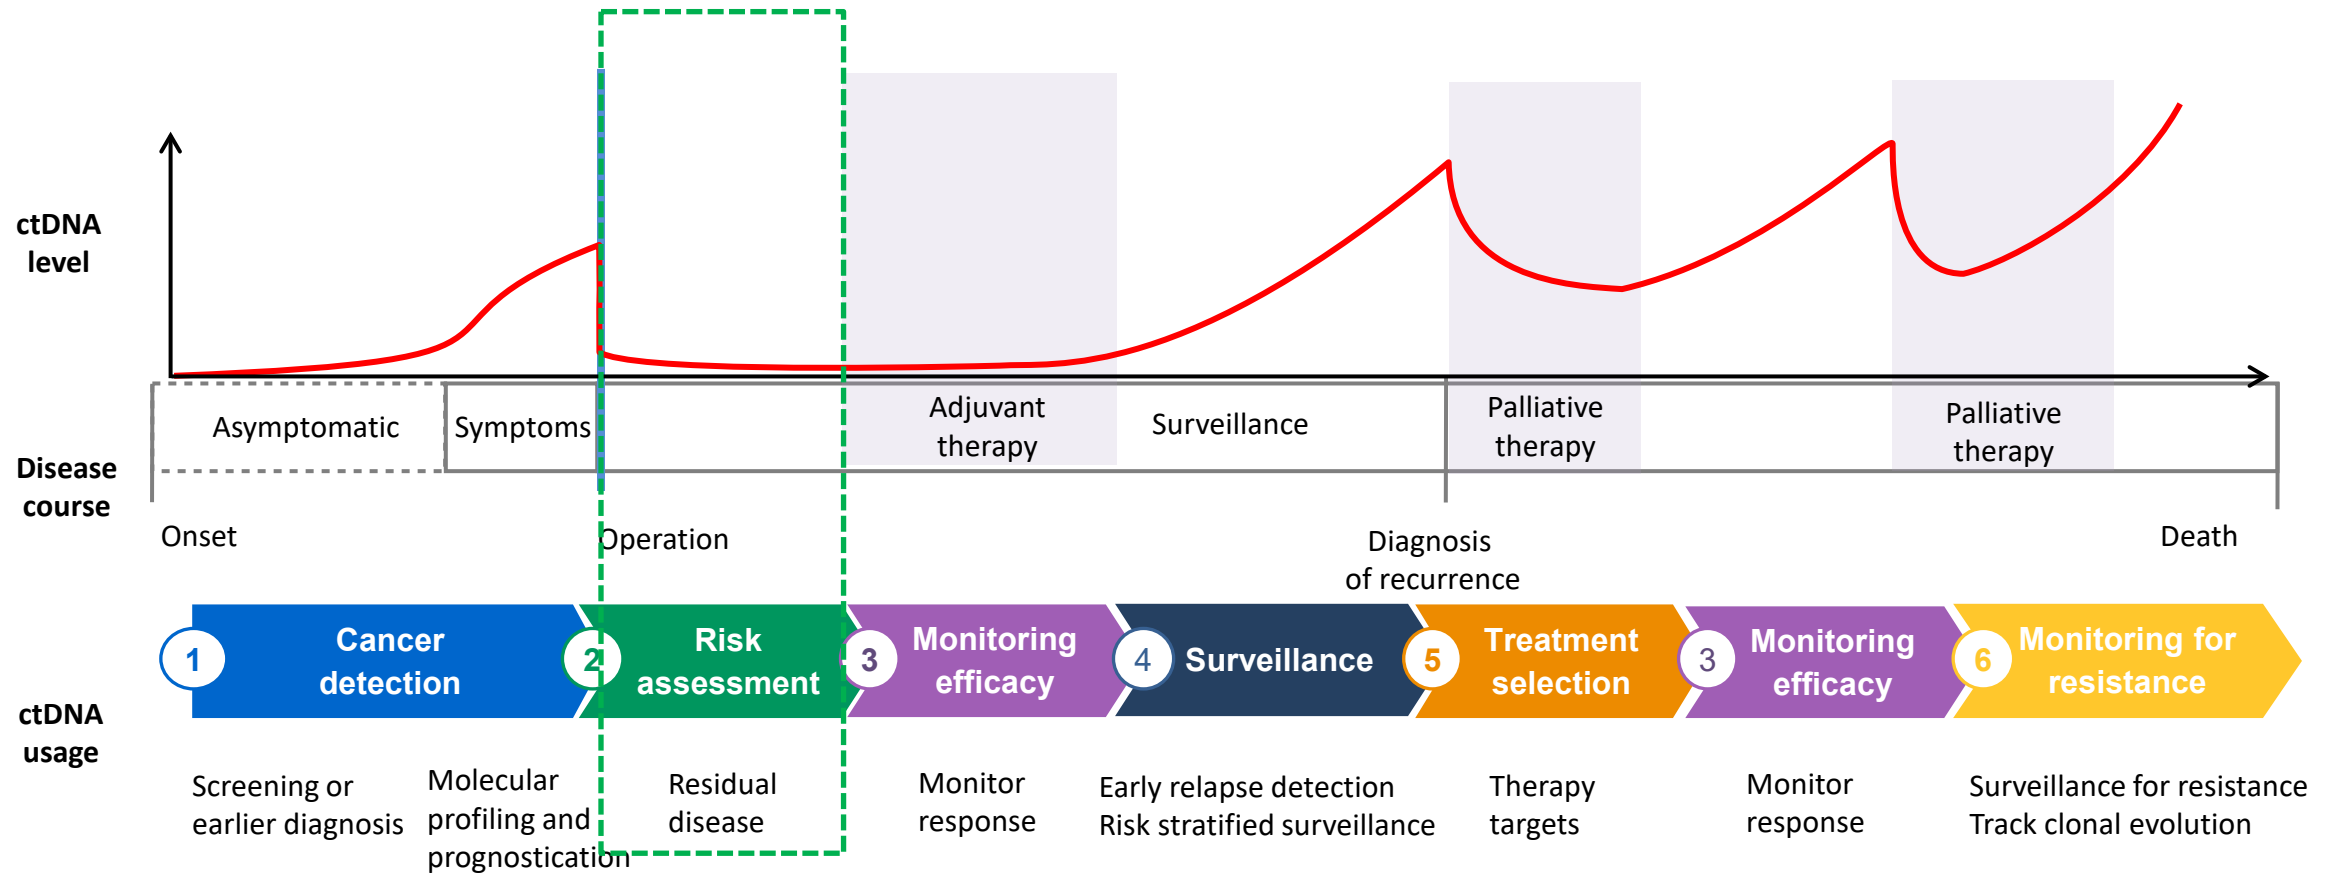 ctDNA
level
Asymptomatic
Symptoms
Adjuvant
therapy
Surveillance
Palliative
therapy
Palliative
therapy
Disease
course
Onset
Operation
Diagnosis
of recurrence
Death
1
Cancer
detection
2
Risk
assessment
3
Monitoring
efficacy
4
Surveillance
5
Treatment
selection
3
Monitoring
efficacy
6
Monitoring for
resistance
ctDNA
usage
Screening or
earlier diagnosis
Molecular
profiling and
prognostication
Residual
disease
Monitor
response
Early relapse detection
Risk stratified surveillance
Therapy
targets
Monitor
response
Surveillance for resistance
Track clonal evolution